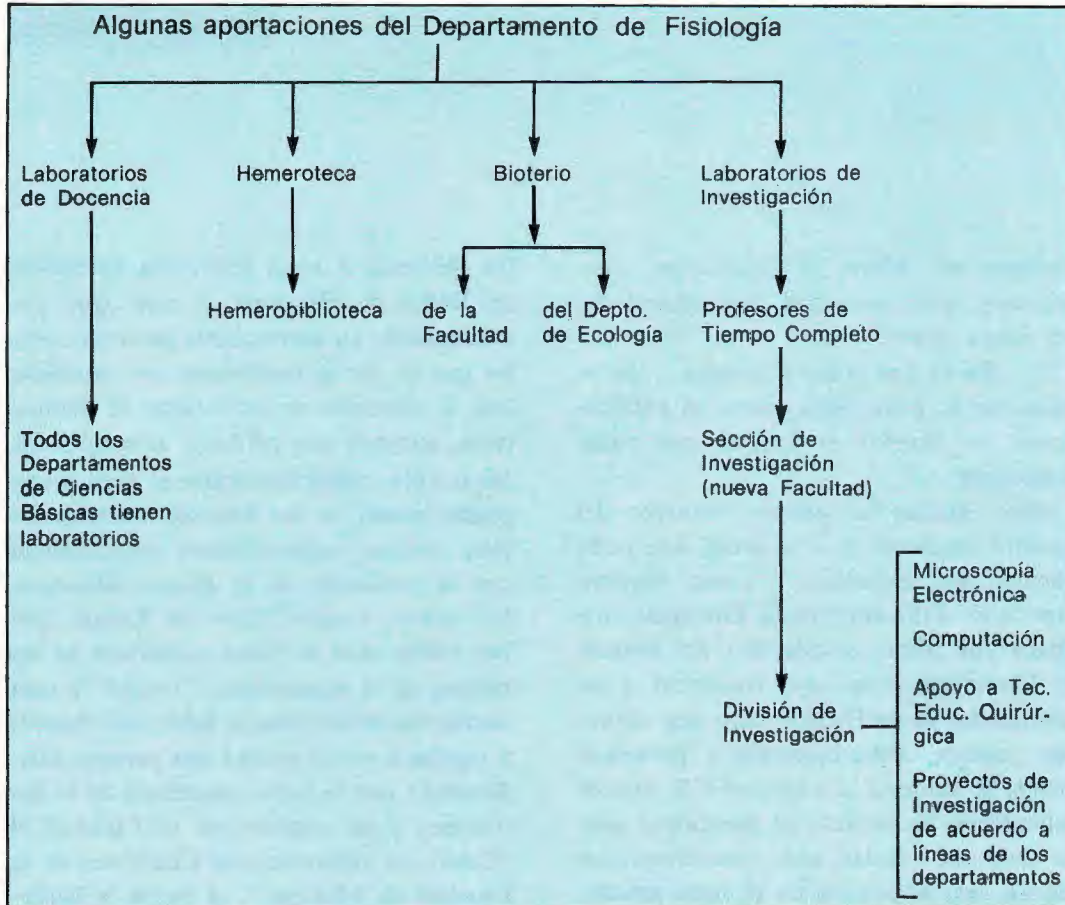 Algunas aportaciones del Departamento de Fisiología
Laboratorios
de Docencia
Hemeroteca
Bioterio
Laboratorios de
Investigación
Hemerobiblioteca
de la
Facultad
del Depto.
de Ecología
Profesores de
Tiempo Completo
Todos los
Departamentos
de Ciencias
Básicas tienen
laboratorios
Sección de
Investigación
(nueva Facultad)
División de
Investigación
Microscopía
Electrónica
Computación
Apoyo a Tec.
Educ. Quirúr-
gica
Proyectos de
Investigación
de acuerdo a
líneas de los
departamentos